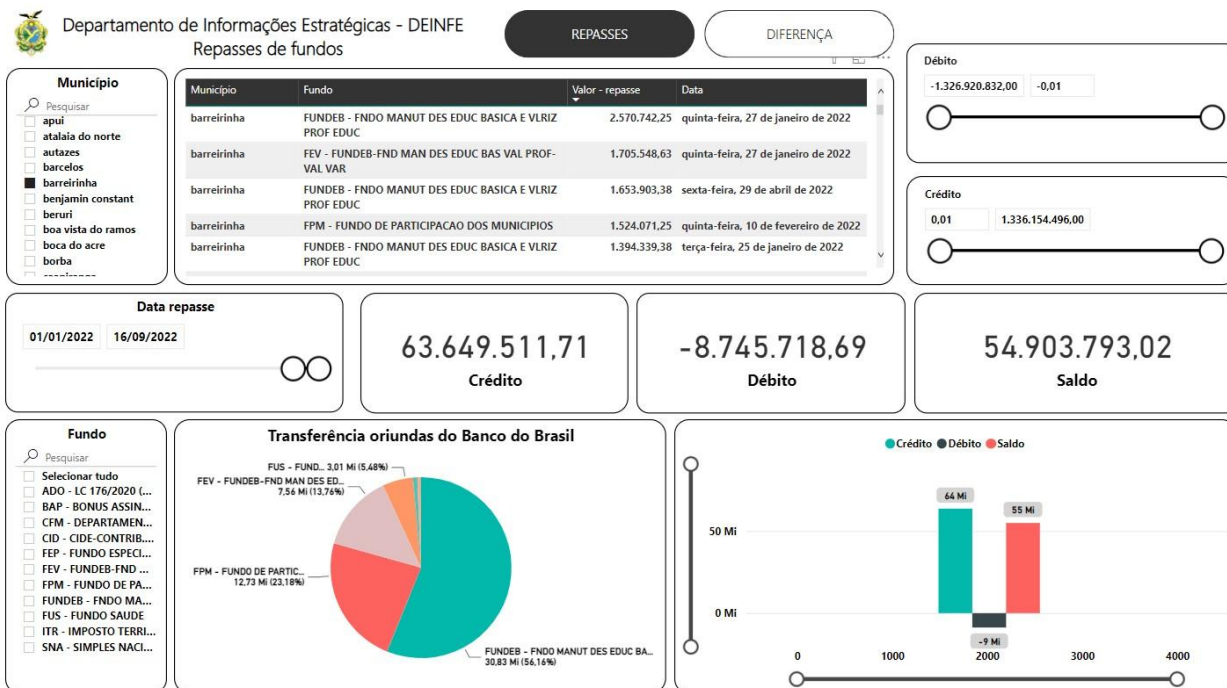 Departamento de Informações Estratégicas - DEINFE
Repasses de fundos
REPASSES
DIFERENÇA
Município
Pesquisar
apui
atalaia do norte
autazes
barcelos
barreirinha
benjamin constant
beruri
boa vista do ramos
boca do acre
borba
Município Fundo Valor - repasse Data
barreirinha FUNDEB - FNDO MANUT DES EDUC BASICA E VLRIZ 2.570.742,25 quinta-feira, 27 de janeiro de 2022
PROF EDUC
barreirinha FEV - FUNDEB-FND MAN DES EDUC BAS VAL PROF- 1.705.548,63 quinta-feira, 27 de janeiro de 2022
VAL VAR
barreirinha FUNDEB - FNDO MANUT DES EDUC BASICA E VLRIZ 1.653.903,38 sexta-feira, 29 de abril de 2022
PROF EDUC
barreirinha FPM - FUNDO DE PARTICIPACAO DOS MUNICIPIOS 1.524.071,25 quinta-feira, 10 de fevereiro de 2022
barreirinha FUNDEB - FNDO MANUT DES EDUC BASICA E VLRIZ 1.394.339,38 terça-feira, 25 de janeiro de 2022
PROF EDUC
Débito
-1.326.920.832,00 -0,01
Crédito
0,01 1.336.154.496,00
Data repasse
01/01/2022 16/09/2022
63.649.511,71
Crédito
-8.745.718,69
Débito
54.903.793,02
Saldo
Fundo
Pesquisar
Selecionar tudo
ADO - LC 176/2020 (...
BAP - BONUS ASSIN...
CFM - DEPARTAMEN...
CID - CIDE-CONTRIB....
FEP - FUNDO ESPECI...
FEV - FUNDEB-FND ...
FPM - FUNDO DE PA...
FUNDEB - FNDO MA...
FUS - FUNDO SAUDE
ITR - IMPOSTO TERRI...
SNA - SIMPLES NACI...
Transferência oriundas do Banco do Brasil
FUS - FUND... 3,01 Mi (5,48%)
FEV - FUNDEB-FND MAN DES ED...
7,56 Mi (13,76%)
FPM - FUNDO DE PARTIC...
12,73 Mi (23,18%)
FUNDEB - FNDO MANUT DES EDUC BA...
30,83 Mi (56,16%)
Crédito Débito Saldo
64 Mi
55 Mi
50 Mi
0 Mi
-9 Mi
0 1000 2000 3000 4000